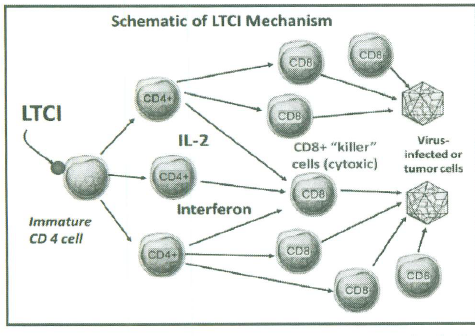 Schematic of LTCI Mechanism
CD8
CD8
CD4+
LTCI
CD8
IL-2
CD8+ "killer"
cells (cytoxic)
Virus-
infected or
tumor cells
CD4+
CD8
Interferon
Immature
CD 4 cell
CD4+
CD8
CD8
CD8